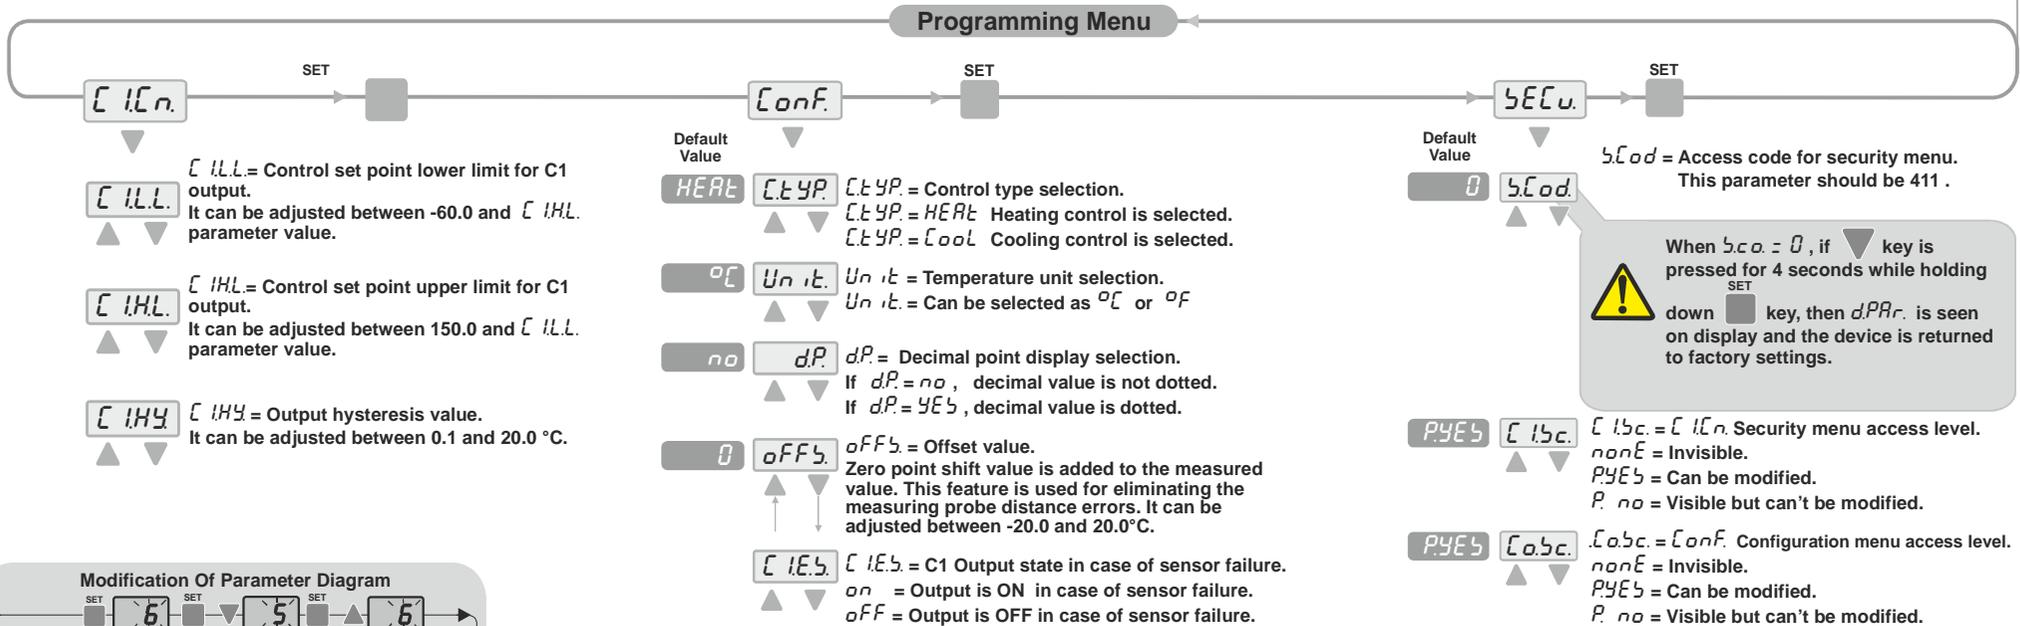 Programming Menu
SET
C1.Cn.
C1.L.L.
C1.L.L.= Control set point lower limit for C1
output.
It can be adjusted between -60.0 and C1.H.L.
parameter value.
C1.H.L.
C1.H.L.= Control set point upper limit for C1
output.
It can be adjusted between 150.0 and C1.L.L.
parameter value.
C1.HY.
C1.HY. = Output hysteresis value.
It can be adjusted between 0.1 and 20.0 °C.
Modification Of Parameter Diagram
SET 6 SET 5 SET 6
SET
ConF.
Default
Value
HEAt C.tYP.
C.tYP. = Control type selection.
C.tYP. = HEAt Heating control is selected.
C.tYP. = CooL Cooling control is selected.
°C Unit.
Unit = Temperature unit selection.
Unit. = Can be selected as °C or °F
no d.P.
d.P. = Decimal point display selection.
If d.P. = no , decimal value is not dotted.
If d.P. = YES , decimal value is dotted.
0 oFFS.
oFFS. = Offset value.
Zero point shift value is added to the measured
value. This feature is used for eliminating the
measuring probe distance errors. It can be
adjusted between -20.0 and 20.0°C.
C1.E.S.
C1.E.S. = C1 Output state in case of sensor failure.
on = Output is ON in case of sensor failure.
oFF = Output is OFF in case of sensor failure.
SET
SECu.
Default
Value
0 S.Cod.
S.Cod = Access code for security menu.
This parameter should be 411 .
When S.co. = 0 , if key is
pressed for 4 seconds while holding
SET
down key, then d.PAr. is seen
on display and the device is returned
to factory settings.
P.YES C1.Sc.
C1.Sc. = C1.Cn. Security menu access level.
nonE = Invisible.
P.YES = Can be modified.
P. no = Visible but can't be modified.
P.YES Co.Sc.
.Co.Sc. = ConF. Configuration menu access level.
nonE = Invisible.
P.YES = Can be modified.
P. no = Visible but can't be modified.